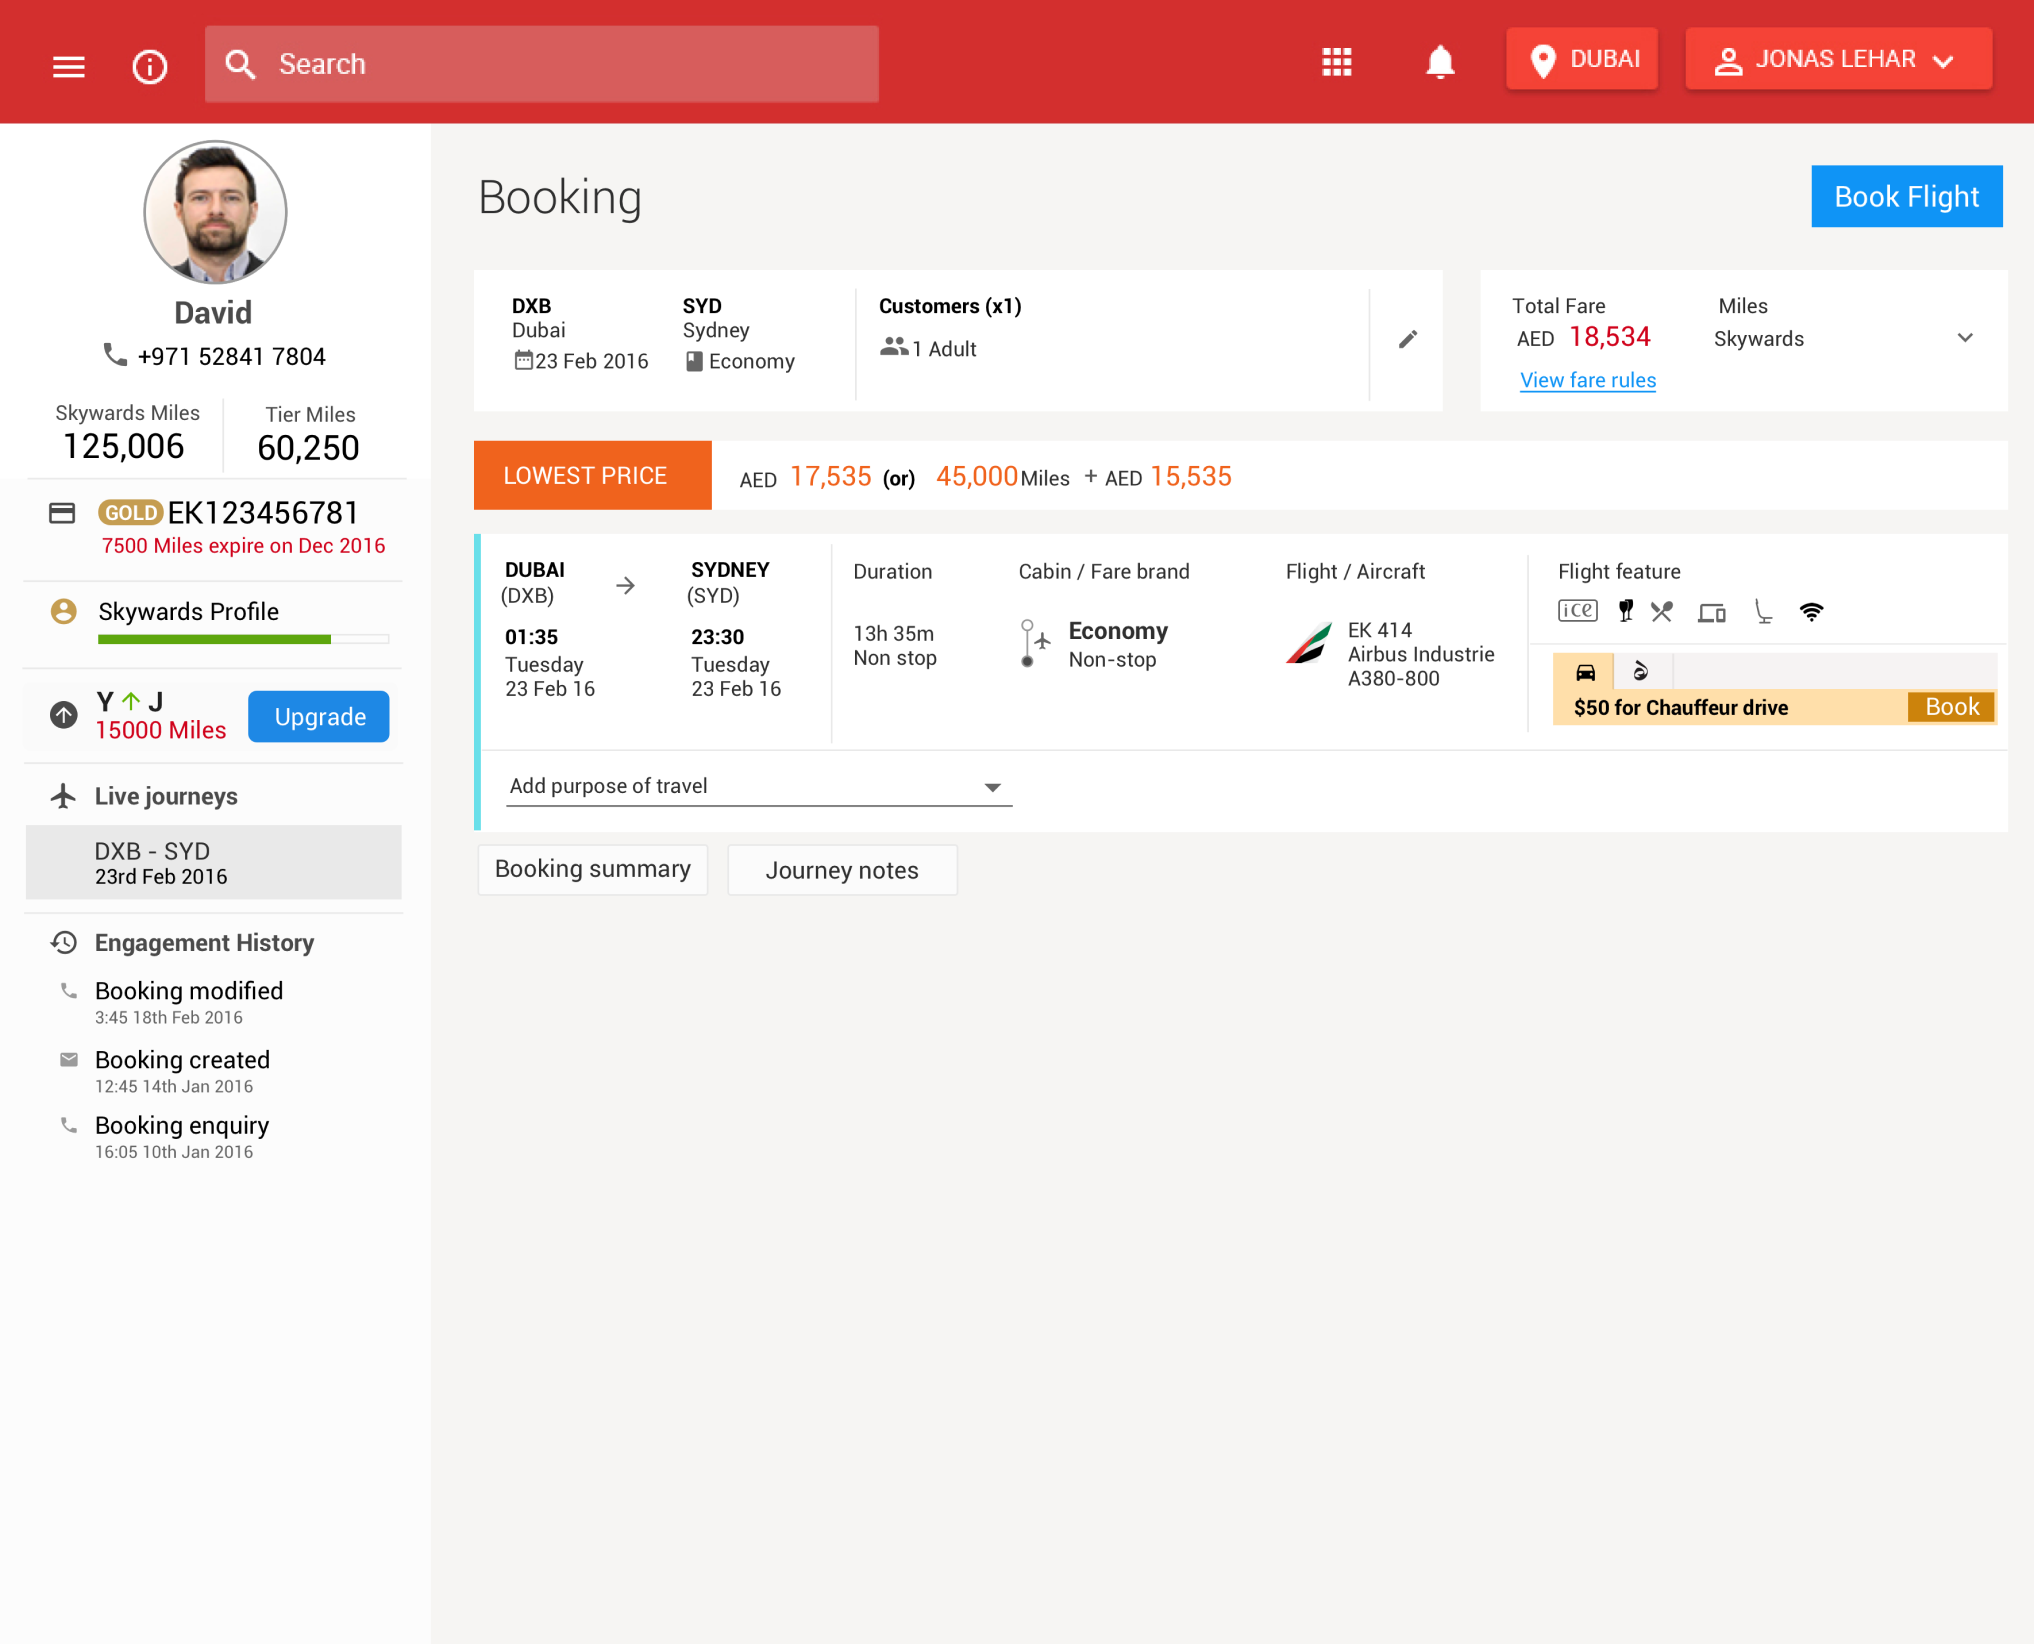 Search
DUBAI
JONAS LEHAR
David
+971 52841 7804
Skywards Miles
125,006
Tier Miles
60,250
GOLD EK123456781
7500 Miles expire on Dec 2016
Skywards Profile
Y J
15000 Miles
Upgrade
Live journeys
DXB - SYD
23rd Feb 2016
Engagement History
Booking modified
3:45 18th Feb 2016
Booking created
12:45 14th Jan 2016
Booking enquiry
16:05 10th Jan 2016
Booking
Book Flight
DXB
Dubai
23 Feb 2016
SYD
Sydney
Economy
Customers (x1)
1 Adult
Total Fare
AED 18,534
View fare rules
Miles
Skywards
LOWEST PRICE
AED 17,535 (or) 45,000 Miles + AED 15,535
DUBAI
(DXB)
01:35
Tuesday
23 Feb 16
SYDNEY
(SYD)
23:30
Tuesday
23 Feb 16
Duration
13h 35m
Non stop
Cabin / Fare brand
Economy
Non-stop
Flight / Aircraft
EK 414
Airbus Industrie
A380-800
Flight feature
ice
$50 for Chauffeur drive
Book
Add purpose of travel
Booking summary
Journey notes